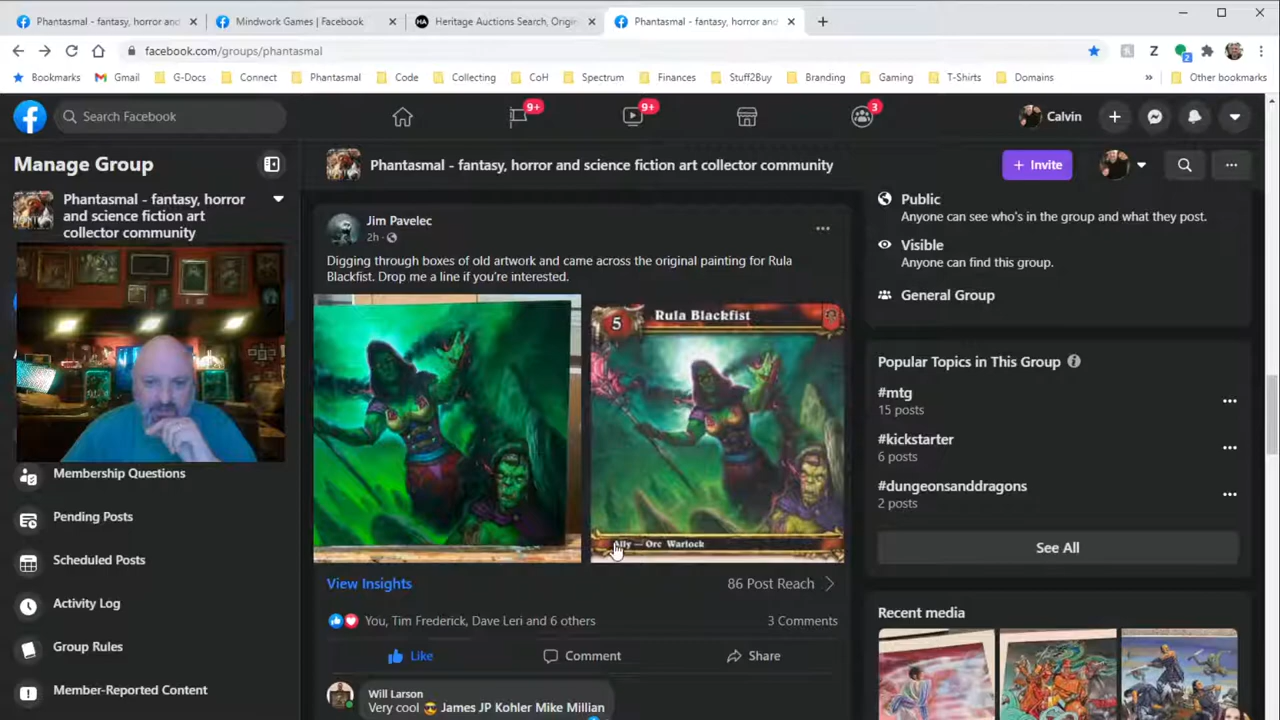 Phantasmal - fantasy, horror and
Mindwork Games | Facebook
Heritage Auctions Search, Origin
Phantasmal - fantasy, horror and
facebook.com/groups/phantasmal
Bookmarks
Gmail
G-Docs
Connect
Phantasmal
Code
Collecting
CoH
Spectrum
Finances
Stuff2Buy
Branding
Gaming
T-Shirts
Domains
»
Other bookmarks
Search Facebook
9+
9+
3
Calvin
Manage Group
Phantasmal - fantasy, horror and science fiction art collector community
+ Invite
Phantasmal - fantasy, horror
and science fiction art
collector community
Jim Pavelec
2h ·
Digging through boxes of old artwork and came across the original painting for Rula
Blackfist. Drop me a line if you're interested.
5
Rula Blackfist
Ally — Orc Warlock
View Insights
86 Post Reach
You, Tim Frederick, Dave Leri and 6 others
3 Comments
Like
Comment
Share
Will Larson
Very cool 😎 James JP Kohler Mike Millian
Membership Questions
Pending Posts
Scheduled Posts
Activity Log
Group Rules
Member-Reported Content
Public
Anyone can see who's in the group and what they post.
Visible
Anyone can find this group.
General Group
Popular Topics in This Group
#mtg
15 posts
#kickstarter
6 posts
#dungeonsanddragons
2 posts
See All
Recent media